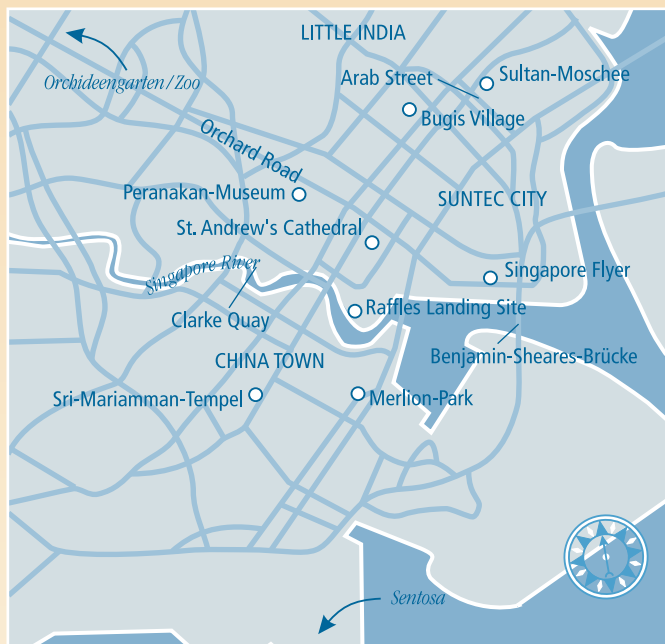 LITTLE INDIA
Orchideengarten/Zoo
Arab Street
Sultan-Moschee
Bugis Village
Orchard Road
Peranakan-Museum
SUNTEC CITY
St. Andrew's Cathedral
Singapore River
Singapore Flyer
Clarke Quay
Raffles Landing Site
Benjamin-Sheares-Brücke
CHINA TOWN
Sri-Mariamman-Tempel
Merlion-Park
Sentosa